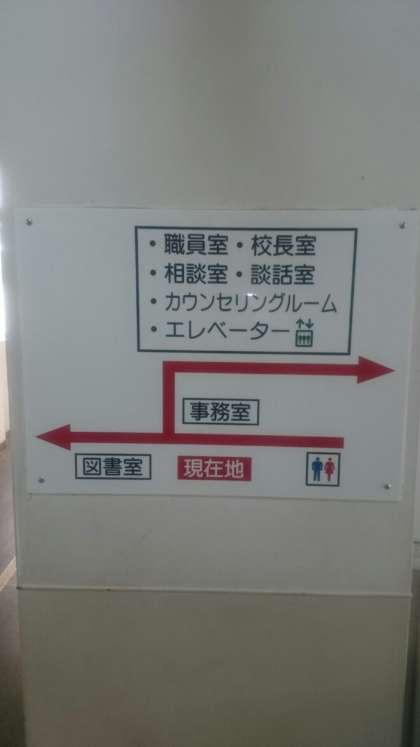 ・職員室・校長室
・相談室・談話室
・カウンセリングルーム
・エレベーター
事務室
図書室 現在地